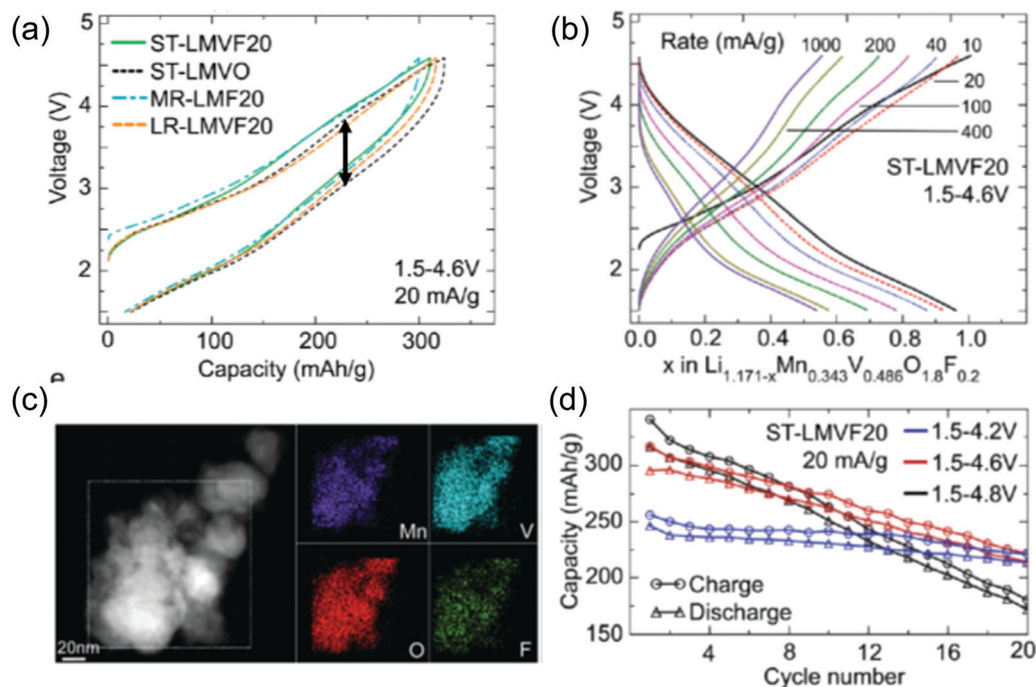 (a)
ST-LMVF20
ST-LMVO
MR-LMF20
LR-LMVF20
Voltage (V)
4
3
2
1.5-4.6V
20 mA/g
0 100 200 300
Capacity (mAh/g)
(b)
Rate (mA/g) 1000 200 40 10
20
100
400
ST-LMVF20
1.5-4.6V
Voltage (V)
4
3
2
0.0 0.2 0.4 0.6 0.8 1.0
x in Li1.171-xMn0.343V0.486O1.8F0.2
(c)
Mn
V
O
F
20nm
(d)
ST-LMVF20
20 mA/g
1.5-4.2V
1.5-4.6V
1.5-4.8V
Capacity (mAh/g)
300
250
200
150
Charge
Discharge
4 8 12 16 20
Cycle number